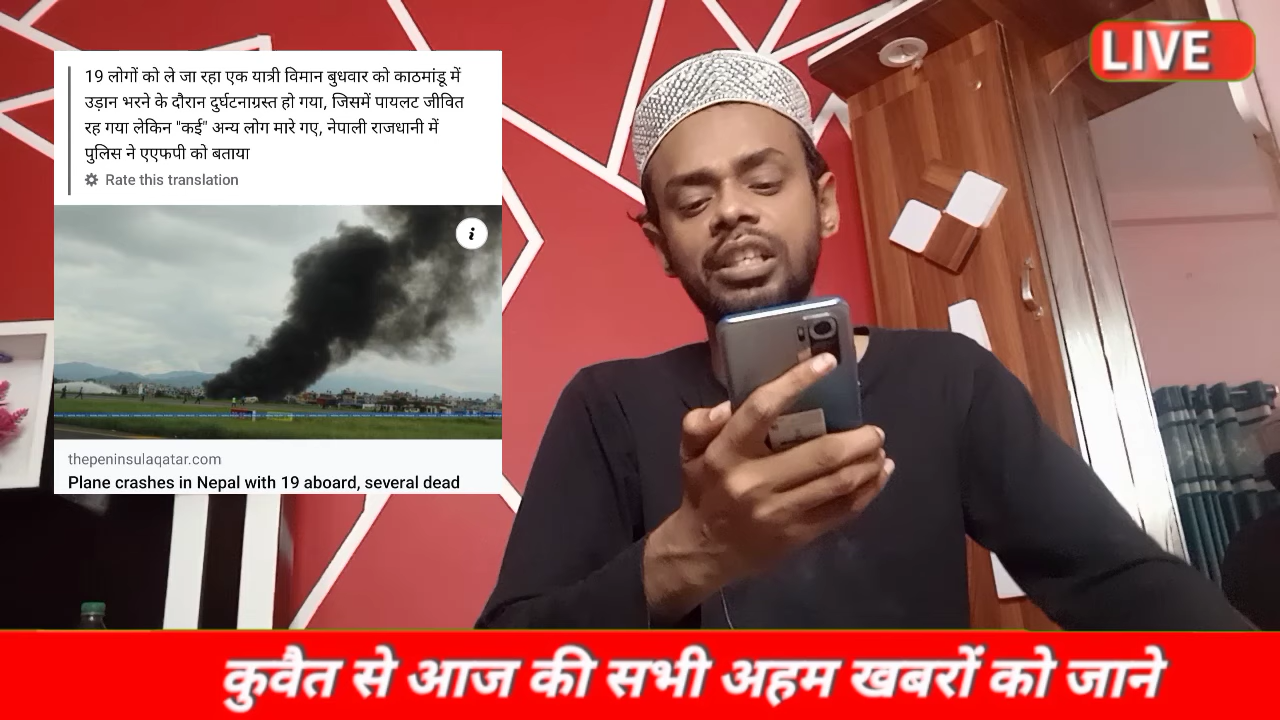 LIVE
19 लोगों को ले जा रहा एक यात्री विमान बुधवार को काठमांडू में
उड़ान भरने के दौरान दुर्घटनाग्रस्त हो गया, जिसमें पायलट जीवित
रह गया लेकिन "कई" अन्य लोग मारे गए, नेपाली राजधानी में
पुलिस ने एएफपी को बताया
Rate this translation
thepeninsulaqatar.com
Plane crashes in Nepal with 19 aboard, several dead
कुवैत से आज की सभी अहम खबरों को जाने